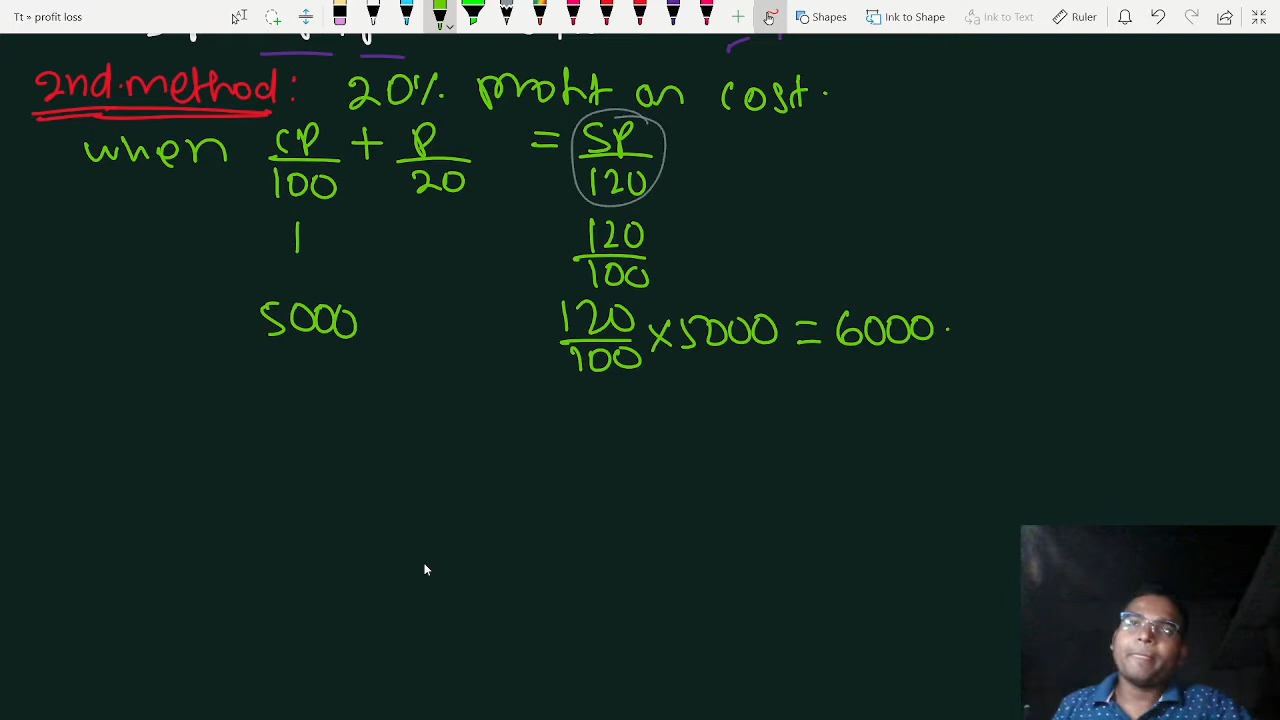 Tt » profit loss
Shapes Ink to Shape Ink to Text Ruler
2nd.method: 20% profit on cost.
when CP/100 + P/20 = SP/120
1 120/100
5000 120/100 × 5000 = 6000.